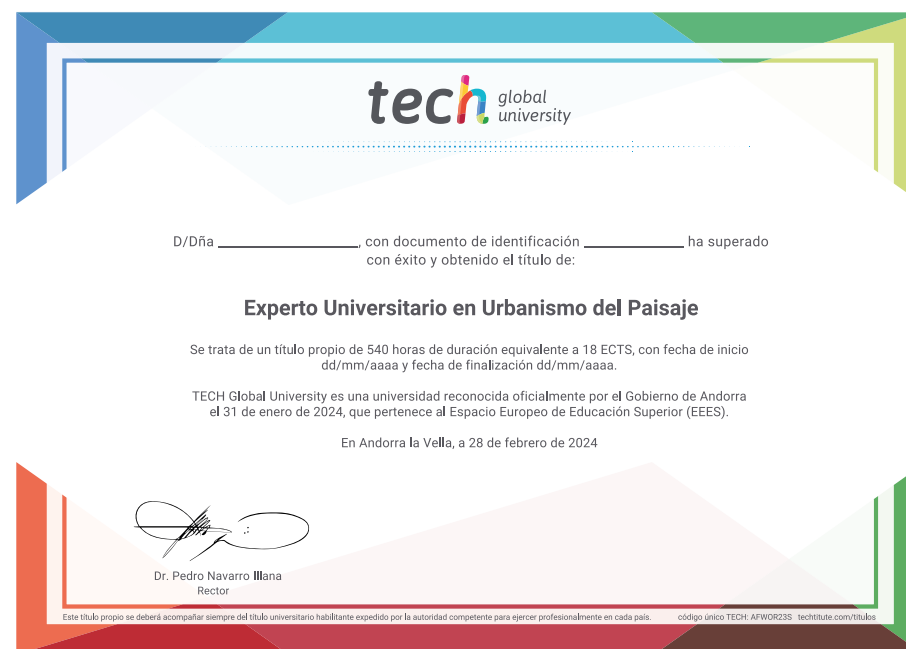 tech global
university
D/Dña ____________________, con documento de identificación ______________ ha superado
con éxito y obtenido el título de:
Experto Universitario en Urbanismo del Paisaje
Se trata de un título propio de 540 horas de duración equivalente a 18 ECTS, con fecha de inicio
dd/mm/aaaa y fecha de finalización dd/mm/aaaa.
TECH Global University es una universidad reconocida oficialmente por el Gobierno de Andorra
el 31 de enero de 2024, que pertenece al Espacio Europeo de Educación Superior (EEES).
En Andorra la Vella, a 28 de febrero de 2024
Dr. Pedro Navarro Illana
Rector
Este título propio se deberá acompañar siempre del título universitario habilitante expedido por la autoridad competente para ejercer profesionalmente en cada país. código único TECH: AFWOR23S techtitute.com/titulos